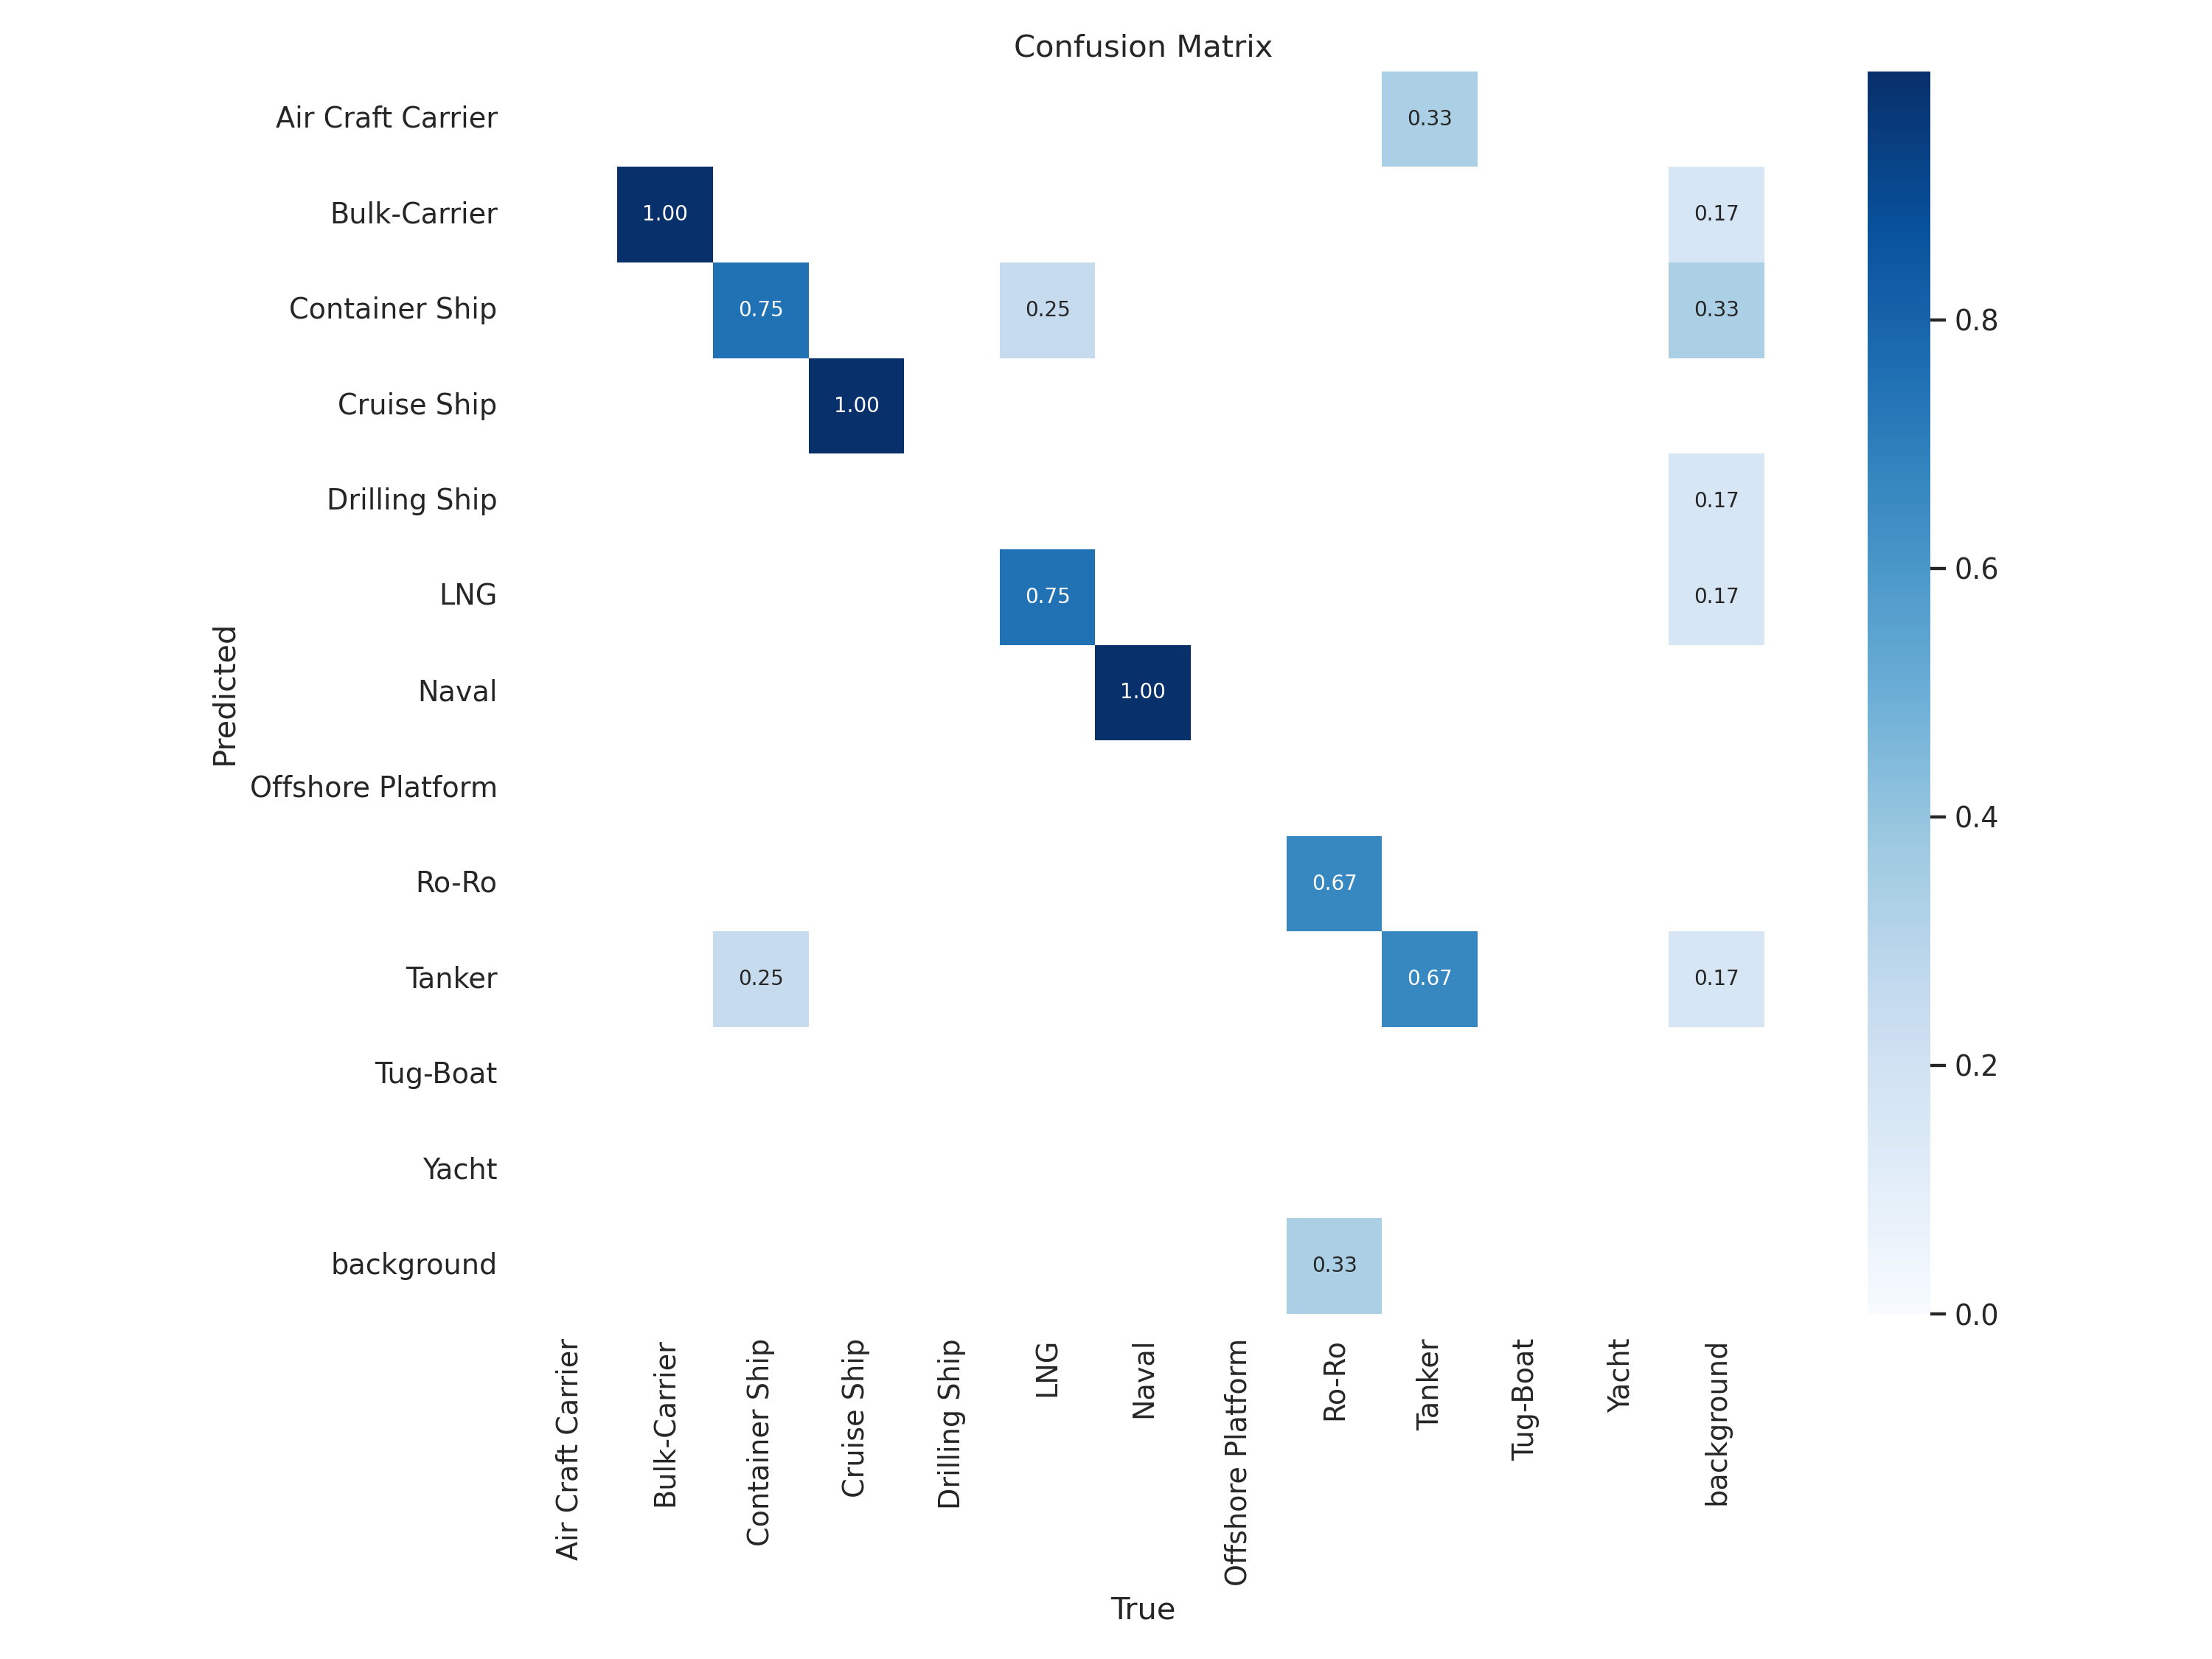 Confusion Matrix
Air Craft Carrier 0.33
Bulk-Carrier 1.00 0.17
Container Ship 0.75 0.25 0.33 0.8
Cruise Ship 1.00
Drilling Ship 0.17
0.6
LNG 0.75 0.17
Naval 1.00
Predicted
Offshore Platform
0.4
Ro-Ro 0.67
Tanker 0.25 0.67 0.17
Tug-Boat
0.2
Yacht
background 0.33
0.0
Air Craft Carrier
Bulk-Carrier
Container Ship
Cruise Ship
Drilling Ship
LNG
Naval
Offshore Platform
Ro-Ro
Tanker
Tug-Boat
Yacht
background
True